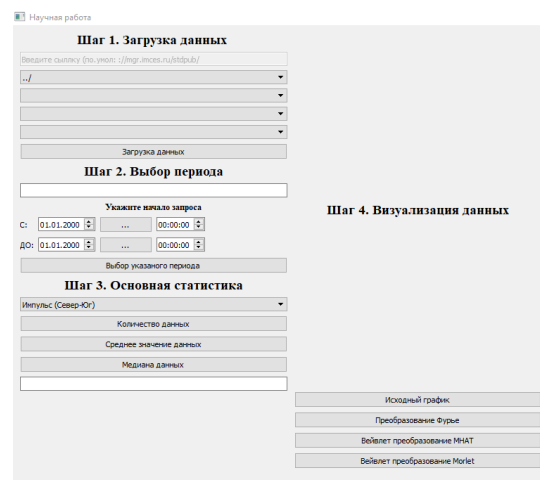 Научная работа
Шаг 1. Загрузка данных
Введите сылку (по.умол: ://mgr.imces.ru/stdpub/
../
Загрузка данных
Шаг 2. Выбор периода
Укажите начало запроса
С: 01.01.2000 ... 00:00:00
ДО: 01.01.2000 ... 00:00:00
Выбор указаного периода
Шаг 3. Основная статистика
Импульс (Север-Юг)
Количество данных
Среднее значение данных
Медиана данных
Шаг 4. Визуализация данных
Исходный график
Преобразование Фурье
Вейвлет преобразование MHAT
Вейвлет преобразование Morlet